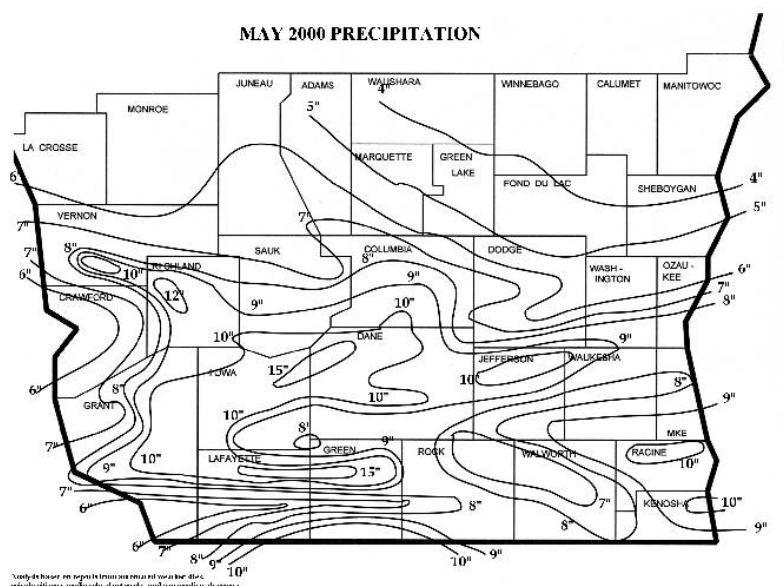 MAY 2000 PRECIPITATION
JUNEAU
ADAMS
WAUSHARA
WINNEBAGO
CALUMET
MANITOWOC
4"
5"
MONROE
LA CROSSE
MARQUETTE
GREEN
LAKE
FOND DU LAC
SHEBOYGAN
4"
6"
5"
VERNON
7"
7"
8"
SAUK
COLUMBIA
DODGE
7"
8"
RICHLAND
10"
WASH-
INGTON
OZAU-
KEE
6"
6"
9"
7"
CRAWFORD
12"
9"
10"
8"
10"
DANE
9"
15"
IOWA
JEFFERSON
WAUKESHA
10"
8"
6"
8"
10"
9"
GRANT
10"
8"
9"
MKE
7"
GREEN
ROCK
WALWORTH
RACINE
LAFAYETTE
9"
10"
15"
10"
7"
8"
7"
KENOSHA
10"
6"
8"
9"
6"
7"
8"
9"
10"
10"
9"